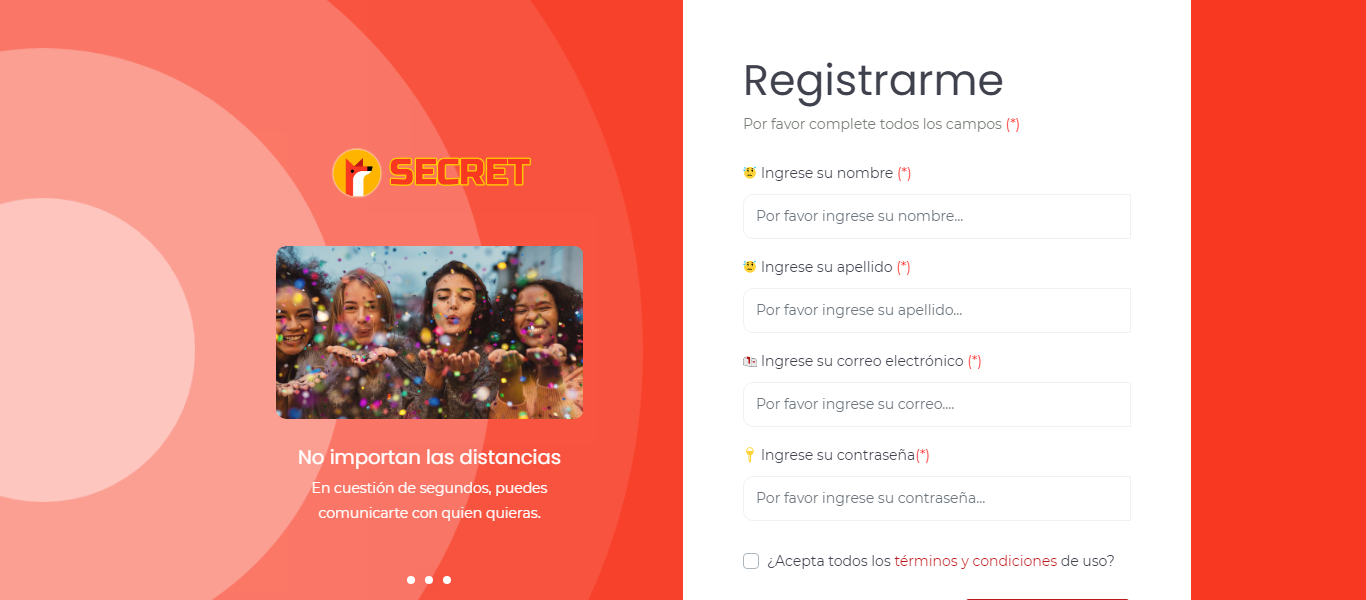 SECRET
No importan las distancias
En cuestión de segundos, puedes
comunicarte con quien quieras.
Registrarme
Por favor complete todos los campos (*)
Ingrese su nombre (*)
Por favor ingrese su nombre...
Ingrese su apellido (*)
Por favor ingrese su apellido...
Ingrese su correo electrónico (*)
Por favor ingrese su correo....
Ingrese su contraseña(*)
Por favor ingrese su contraseña...
¿Acepta todos los términos y condiciones de uso?